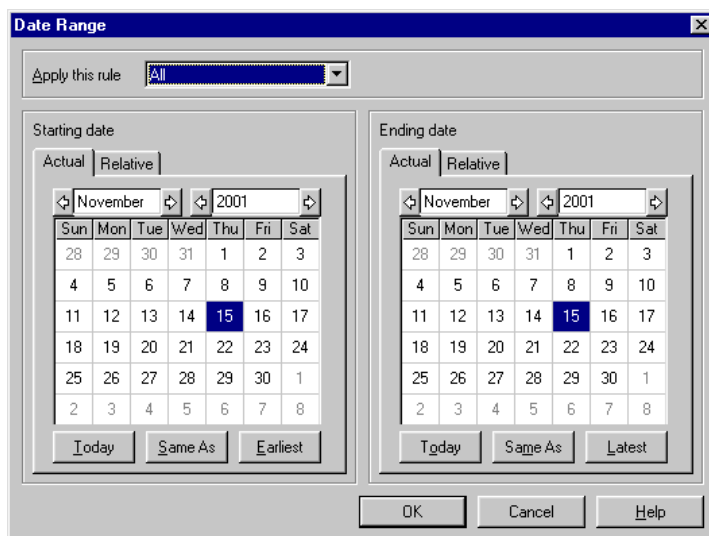 Date Range
Apply this rule All
Starting date
Actual Relative
November 2001
Sun Mon Tue Wed Thu Fri Sat
28 29 30 31 1 2 3
4 5 6 7 8 9 10
11 12 13 14 15 16 17
18 19 20 21 22 23 24
25 26 27 28 29 30 1
2 3 4 5 6 7 8
Today Same As Earliest
Ending date
Actual Relative
November 2001
Sun Mon Tue Wed Thu Fri Sat
28 29 30 31 1 2 3
4 5 6 7 8 9 10
11 12 13 14 15 16 17
18 19 20 21 22 23 24
25 26 27 28 29 30 1
2 3 4 5 6 7 8
Today Same As Latest
OK Cancel Help